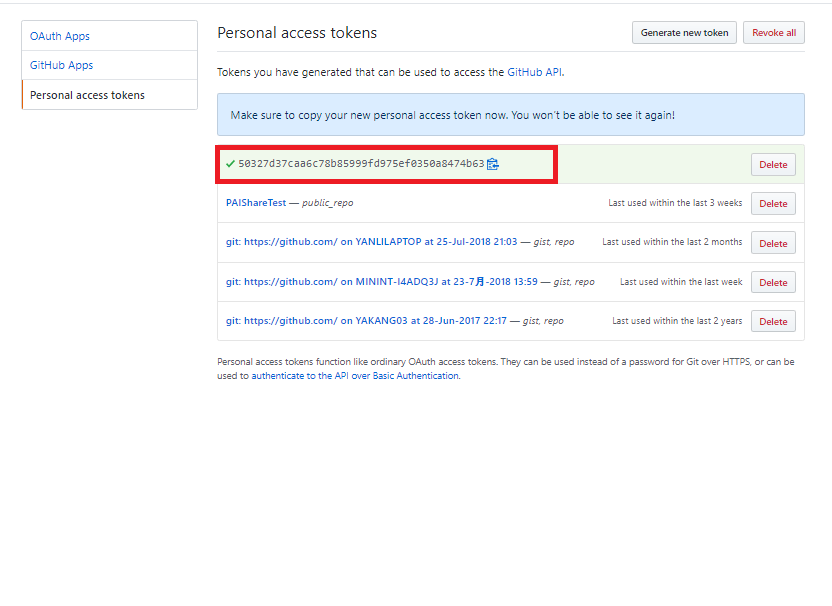 OAuth Apps
GitHub Apps
Personal access tokens
Personal access tokens
Generate new token
Revoke all
Tokens you have generated that can be used to access the GitHub API.
Make sure to copy your new personal access token now. You won't be able to see it again!
50327d37caa6c78b85999fd975ef0350a8474b63
Delete
PAIShareTest — public_repo
Last used within the last 3 weeks
Delete
git: https://github.com/ on YANLILAPTOP at 25-Jul-2018 21:03 — gist, repo
Last used within the last 2 months
Delete
git: https://github.com/ on MININT-I4ADQ3J at 23-7月-2018 13:59 — gist, repo
Last used within the last week
Delete
git: https://github.com/ on YAKANG03 at 28-Jun-2017 22:17 — gist, repo
Last used within the last 2 years
Delete
Personal access tokens function like ordinary OAuth access tokens. They can be used instead of a password for Git over HTTPS, or can be
used to authenticate to the API over Basic Authentication.